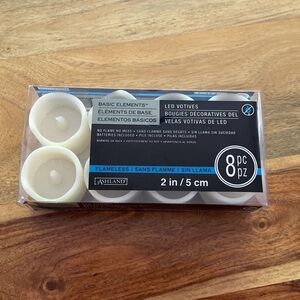 BASIC ELEMENTS™
ÉLÉMENTS DE BASE
ELEMENTOS BÁSICOS
LED VOTIVES
BOUGIES DÉCORATIVES DEL
VELAS VOTIVAS DE LED
NO FLAME NO MESS • SANS FLAMME SANS DÉGÂTS • SIN LLAMA SIN SUCIEDAD
BATTERIES INCLUDED • PILE INCLUSE • PILAS INCLUIDAS
8 pc
pz
FLAMELESS / SANS FLAMME / SIN LLAMA
ASHLAND
2 in / 5 cm